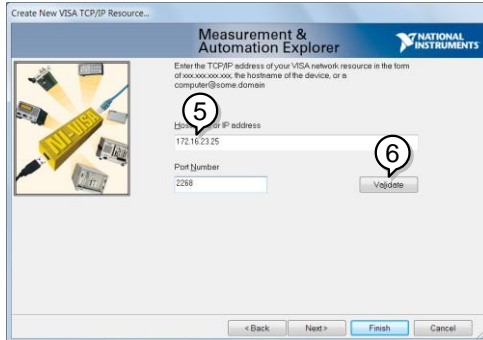 Create New VISA TCP/IP Resource...
Measurement &
Automation Explorer
NATIONAL
INSTRUMENTS
Enter the TCP/IP address of your VISA network resource in the form
of xxx.xxx.xxx.xxx, the hostname of the device, or a
computer@some.domain
NI-VISA
5
or IP address
172.16.23.25
6
Port Number
2268
Validate
< Back
Next >
Finish
Cancel